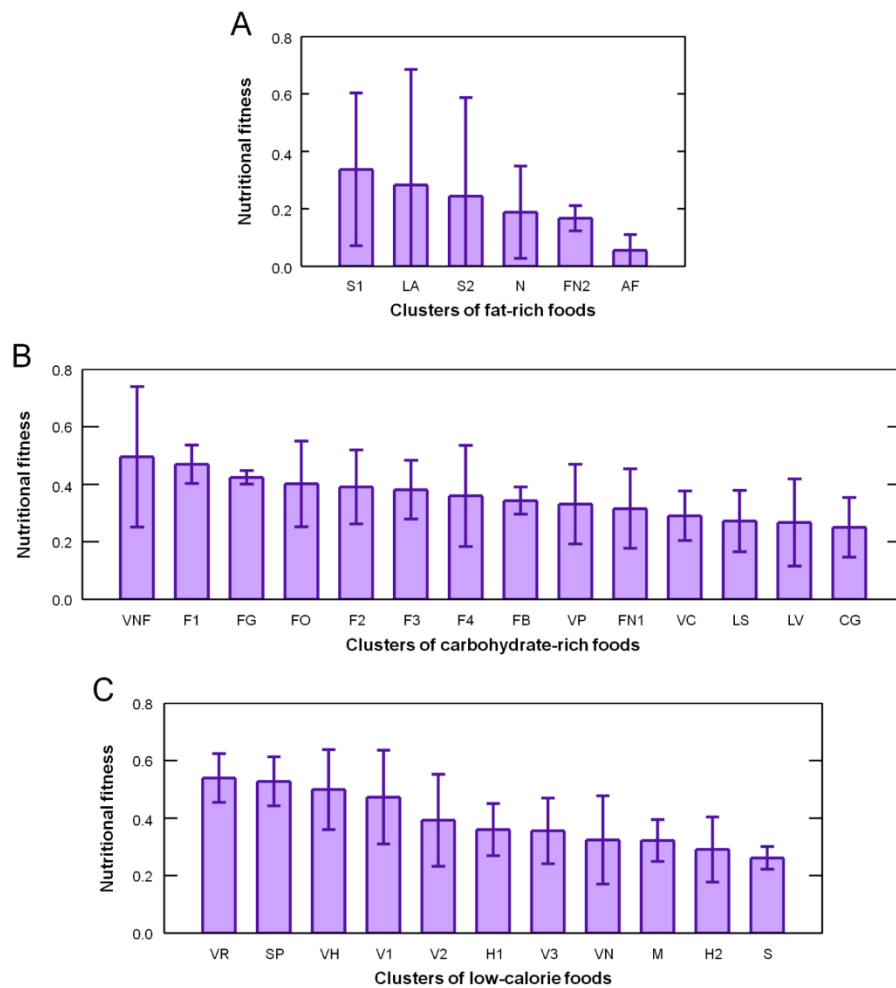 A
Nutritional fitness
0.8
0.6
0.4
0.2
0.0
S1 LA S2 N FN2 AF
Clusters of fat-rich foods
B
Nutritional fitness
0.8
0.6
0.4
0.2
0.0
VNF F1 FG FO F2 F3 F4 FB VP FN1 VC LS LV CG
Clusters of carbohydrate-rich foods
C
Nutritional fitness
0.8
0.6
0.4
0.2
0.0
VR SP VH V1 V2 H1 V3 VN M H2 S
Clusters of low-calorie foods